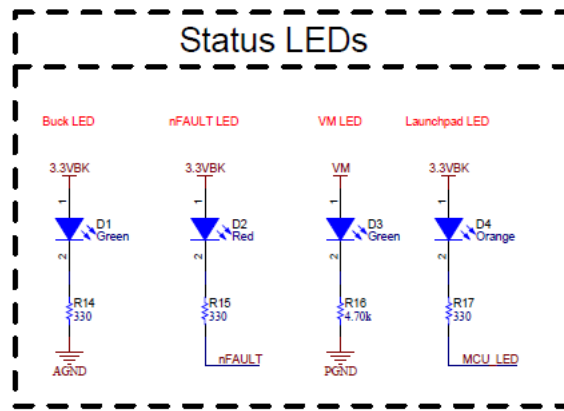 Status LEDs
Buck LED nFAULT LED VM LED Launchpad LED
3.3VBK 3.3VBK VM 3.3VBK
1 1 1 1
D1 D2 D3 D4
Green Red Green Orange
2 2 2 2
R14 R15 R16 R17
330 330 4.70k 330
nFAULT MCU_LED
AGND PGND